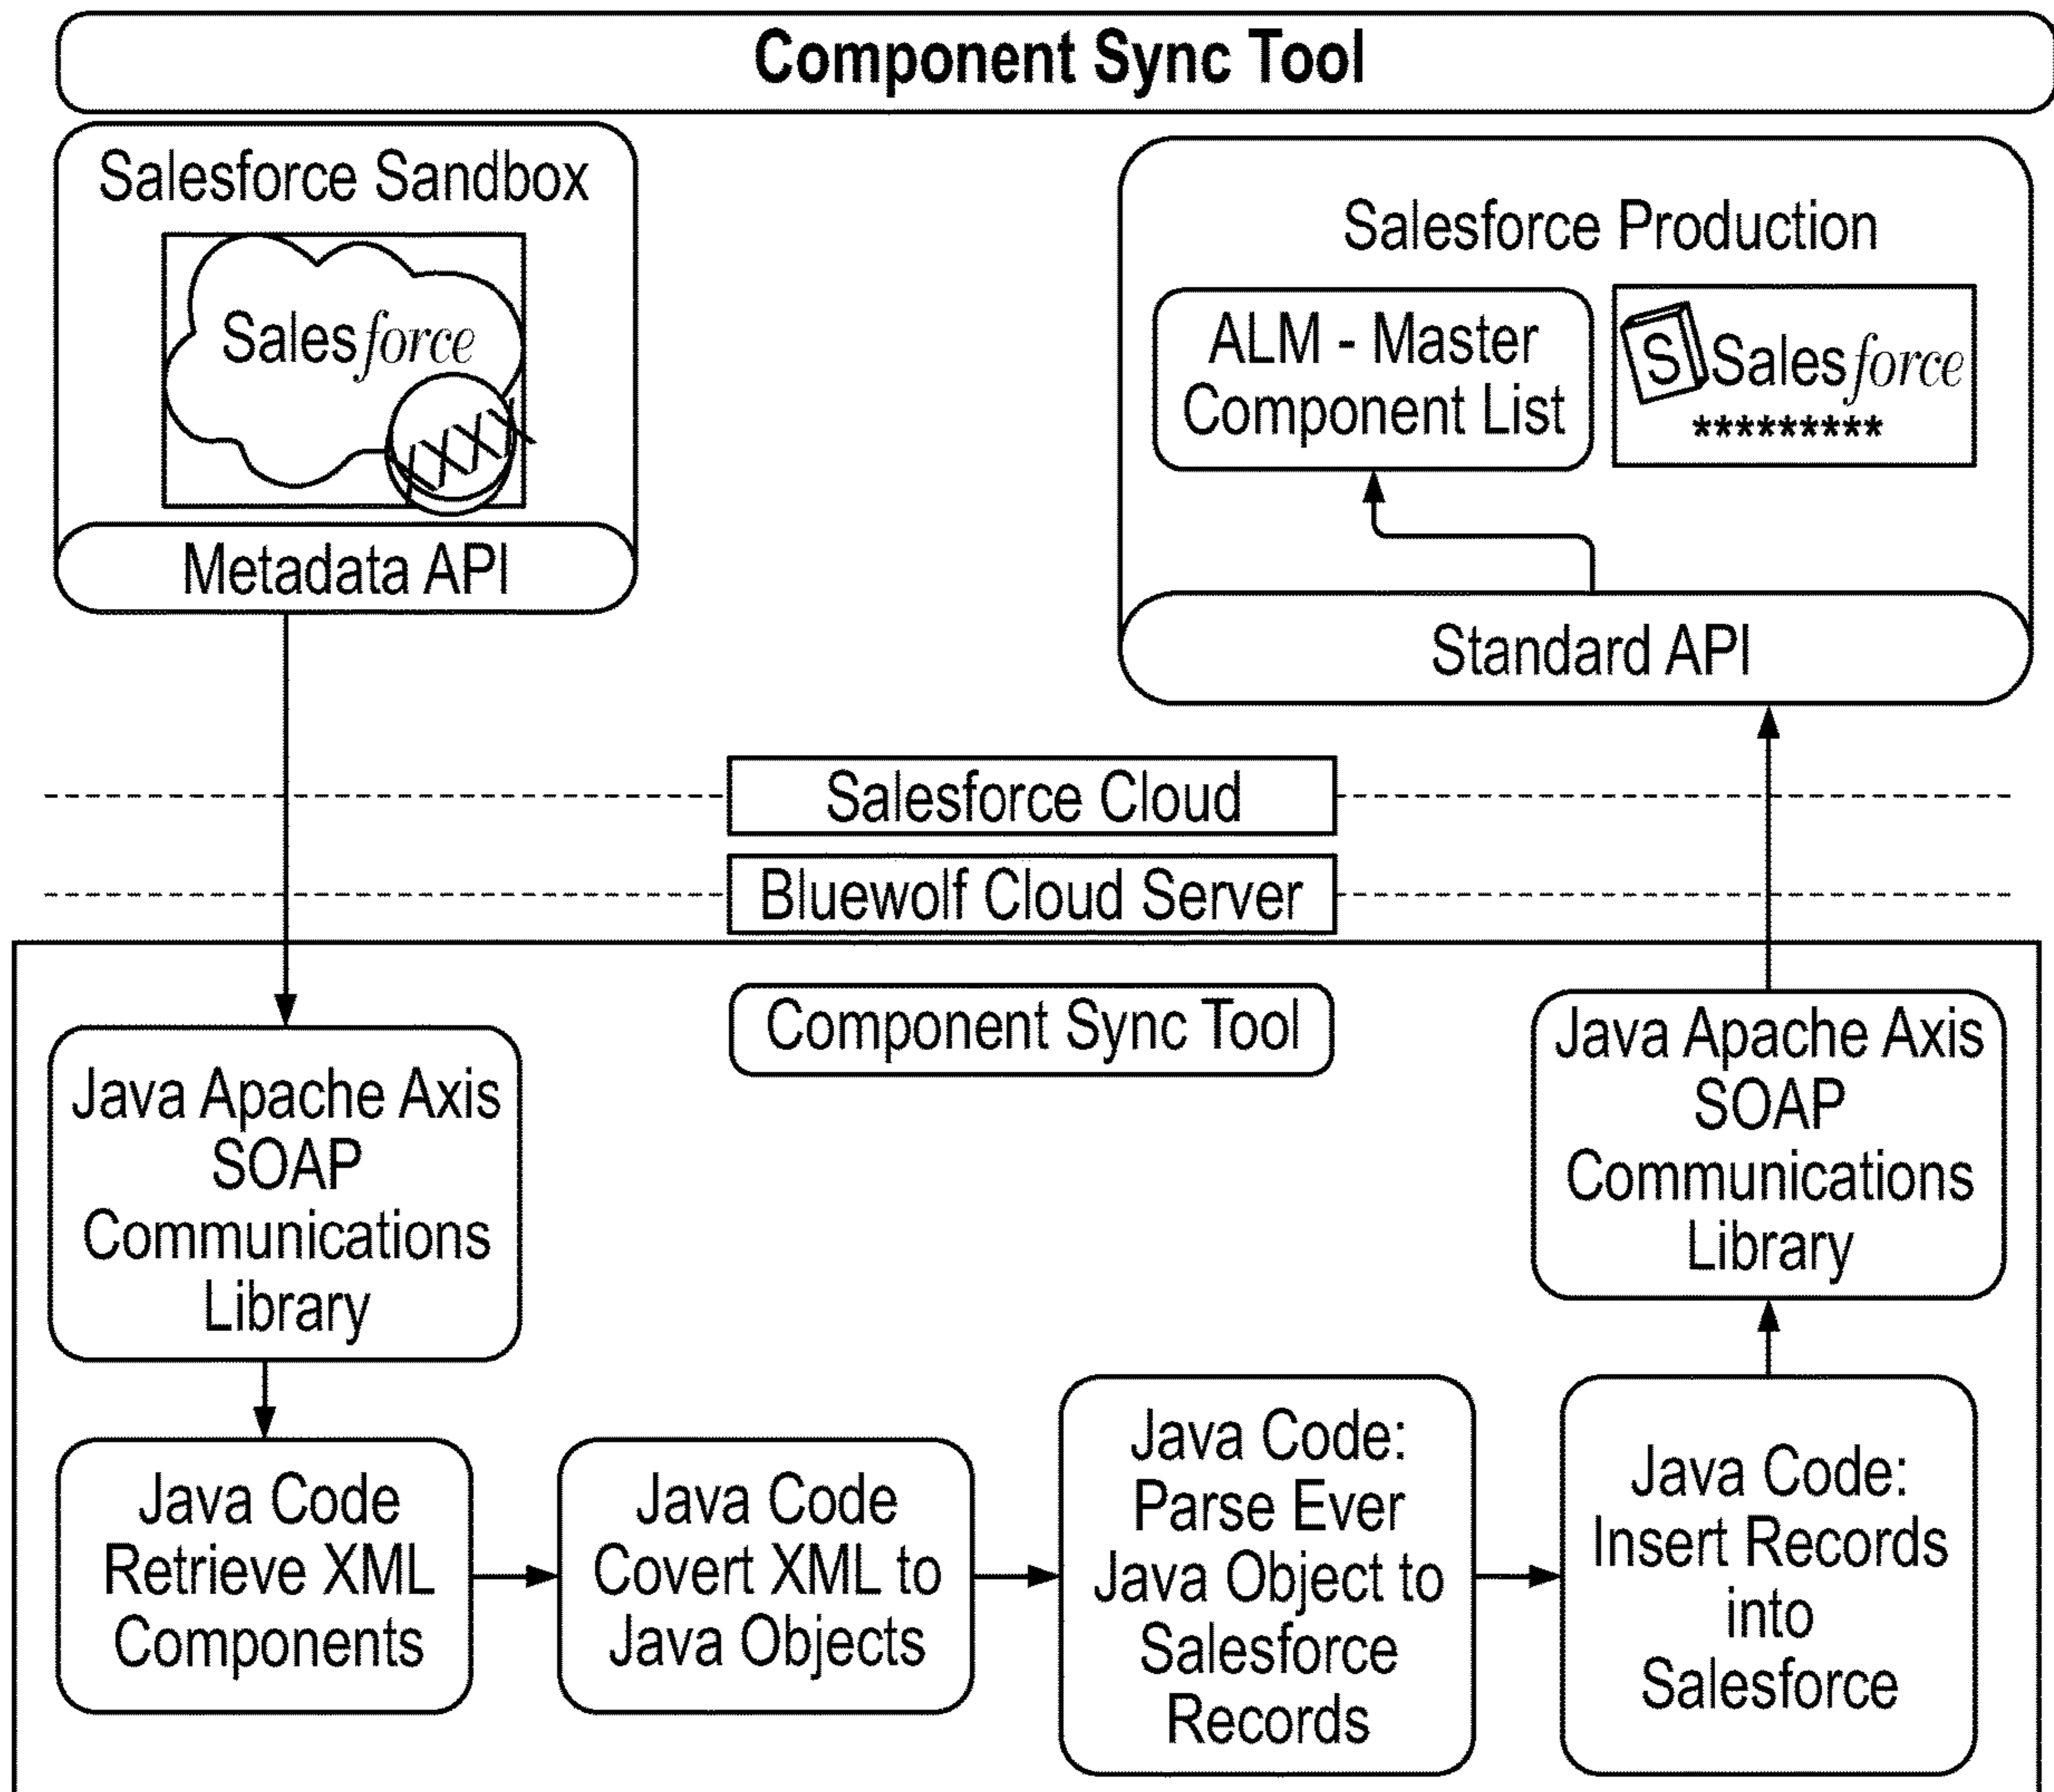 Component Sync Tool
Salesforce Sandbox
Salesforce
XXX
Metadata API
Salesforce Production
ALM - Master
Component List
S Salesforce
*********
Standard API
Salesforce Cloud
Bluewolf Cloud Server
Component Sync Tool
Java Apache Axis
SOAP
Communications
Library
Java Apache Axis
SOAP
Communications
Library
Java Code
Retrieve XML
Components
Java Code
Covert XML to
Java Objects
Java Code:
Parse Ever
Java Object to
Salesforce
Records
Java Code:
Insert Records
into
Salesforce